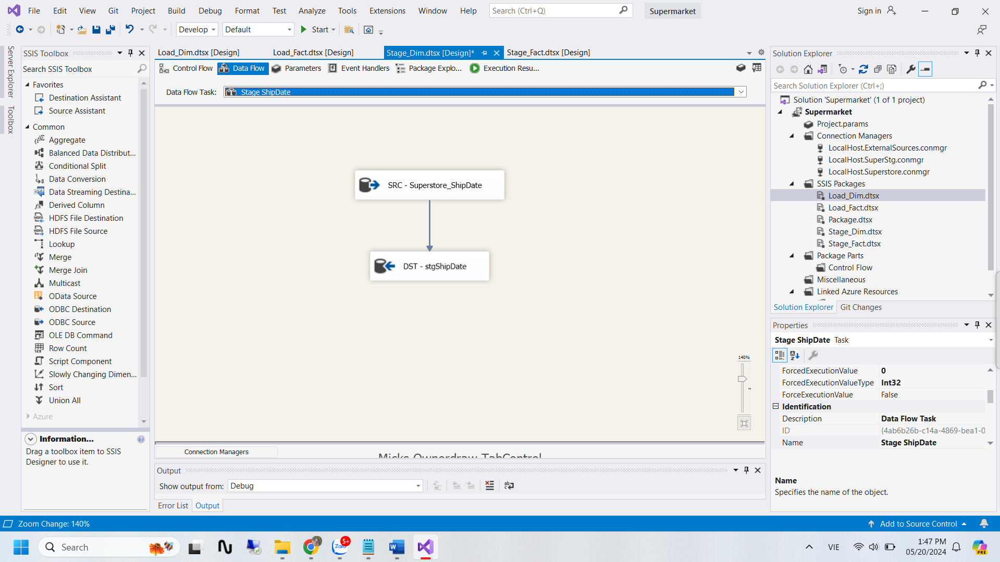 File Edit View Git Project Build Debug Format Test Analyze Tools Extensions Window Help Search (Ctrl+Q) Supermarket Sign in
Develop Default Start
Server Explorer
Toolbox
SSIS Toolbox
Search SSIS Toolbox
Favorites
Destination Assistant
Source Assistant
Common
Aggregate
Balanced Data Distribut...
Conditional Split
Data Conversion
Data Streaming Destina...
Derived Column
HDFS File Destination
HDFS File Source
Lookup
Merge
Merge Join
Multicast
OData Source
ODBC Destination
ODBC Source
OLE DB Command
Row Count
Script Component
Slowly Changing Dimen...
Sort
Union All
Azure
Information...
Drag a toolbox item to SSIS
Designer to use it.
Load_Dim.dtsx [Design] Load_Fact.dtsx [Design] Stage_Dim.dtsx [Design]* Stage_Fact.dtsx [Design]
Control Flow Data Flow Parameters Event Handlers Package Explo... Execution Resu...
Data Flow Task: Stage ShipDate
SRC - Superstore_ShipDate
DST - stgShipDate
140%
Connection Managers
Micks Ownerdraw TabControl
Output
Show output from: Debug
Error List Output
Solution Explorer
Search Solution Explorer (Ctrl+;)
Solution 'Supermarket' (1 of 1 project)
Supermarket
Project.params
Connection Managers
LocalHost.ExternalSources.conmgr
LocalHost.SuperStg.conmgr
LocalHost.Superstore.conmgr
SSIS Packages
Load_Dim.dtsx
Load_Fact.dtsx
Package.dtsx
Stage_Dim.dtsx
Stage_Fact.dtsx
Package Parts
Control Flow
Miscellaneous
Linked Azure Resources
Solution Explorer Git Changes
Properties
Stage ShipDate Task
ForcedExecutionValue 0
ForcedExecutionValueType Int32
ForceExecutionValue False
Identification
Description Data Flow Task
ID {4ab6b26b-c14a-4869-bea1-0
Name Stage ShipDate
Name
Specifies the name of the object.
Zoom Change: 140% Add to Source Control
Search
Zalo
5+
VIE
1:47 PM
05/20/2024
PRE